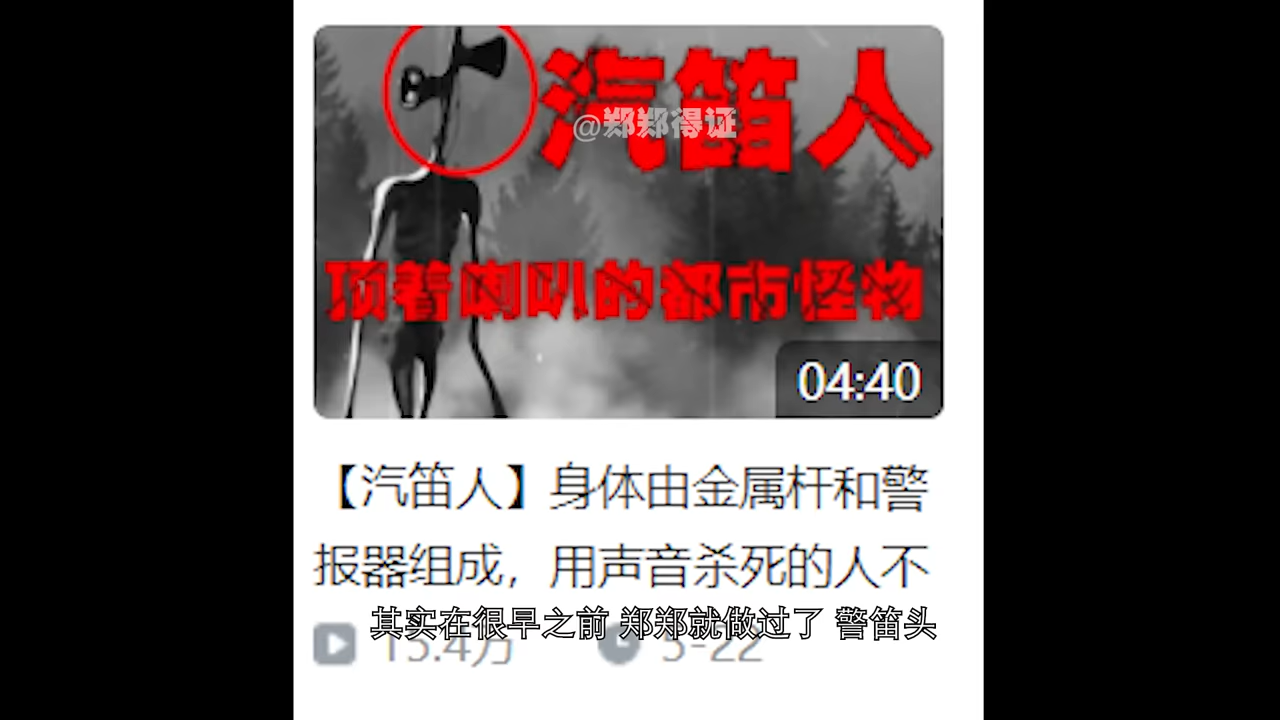 汽笛人
@郑郑得证
顶着喇叭的都市怪物
04:40
【汽笛人】身体由金属杆和警
报器组成，用声音杀死的人不
其实在很早之前 郑郑就做过了 警笛头
15.4万
5-22